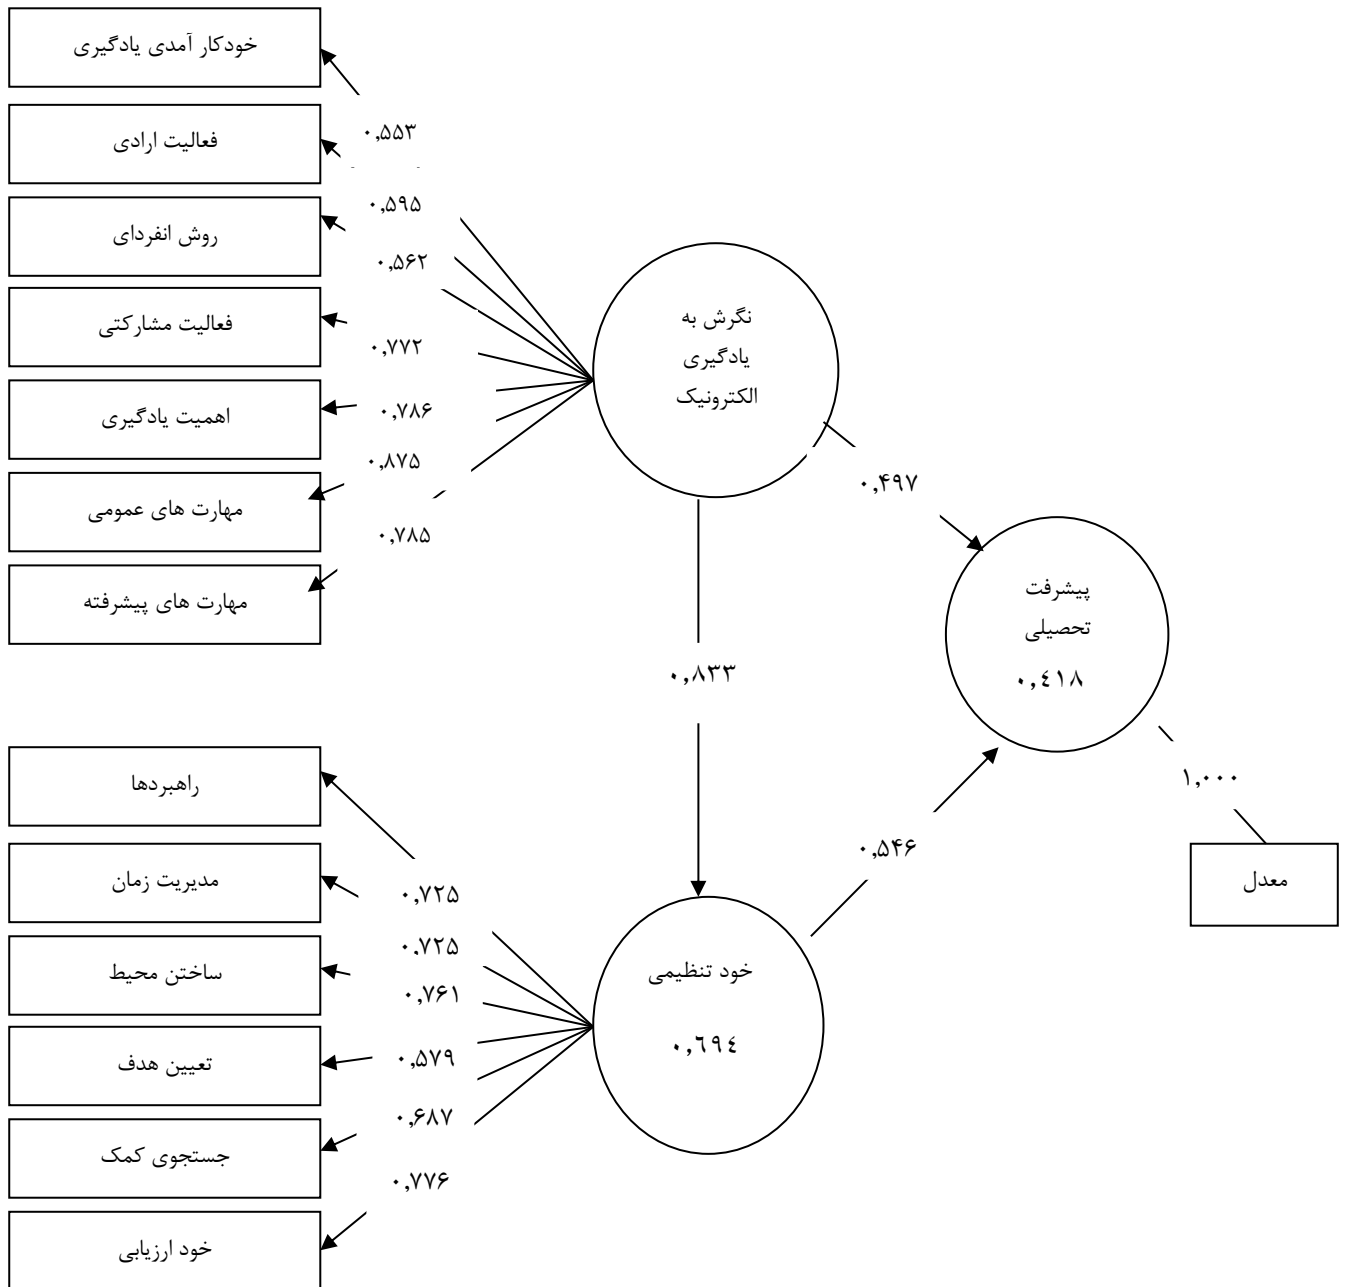 خودکار آمدی یادگیری
فعالیت ارادی
روش انفردای
فعالیت مشارکتی
اهمیت یادگیری
مهارت های عمومی
مهارت های پیشرفته
۰,۵۵۳
۰,۵۹۵
۰,۵۶۲
۰,۷۷۲
۰,۷۸۶
۰,۸۷۵
۰,۷۸۵
نگرش به
یادگیری
الکترونیک
۰,۴۹۷
۰,۸۳۳
پیشرفت
تحصیلی
٠,٤١٨
۱,۰۰۰
معدل
۰,۵۴۶
راهبردها
مدیریت زمان
ساختن محیط
تعیین هدف
جستجوی کمک
خود ارزیابی
۰,۷۲۵
۰,۷۲۵
۰,۷۶۱
۰,۵۷۹
۰,۶۸۷
۰,۷۷۶
خود تنظیمی
٠,٦٩٤